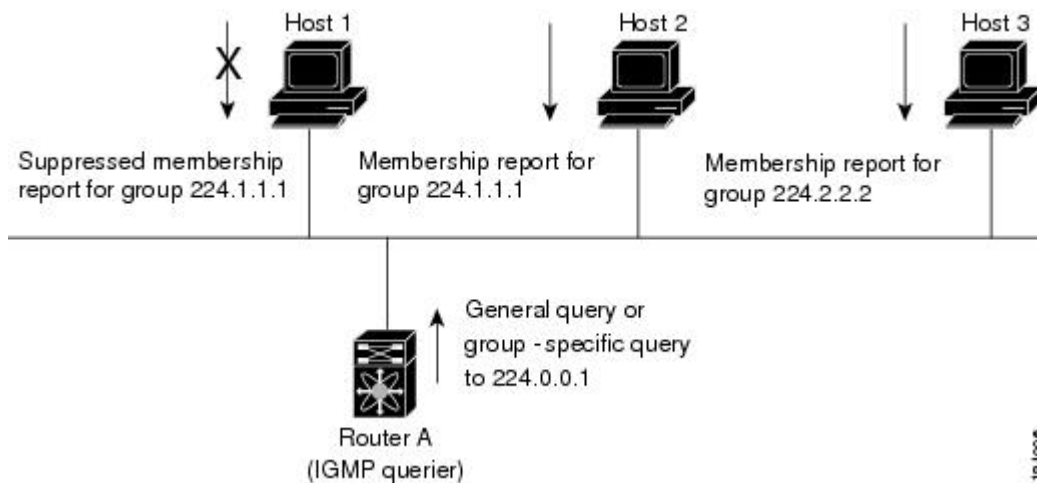 Host 1
Host 2
Host 3
X
Suppressed membership
report for group 224.1.1.1
Membership report for
group 224.1.1.1
Membership report for
group 224.2.2.2
General query or
group - specific query
to 224.0.0.1
Router A
(IGMP querier)